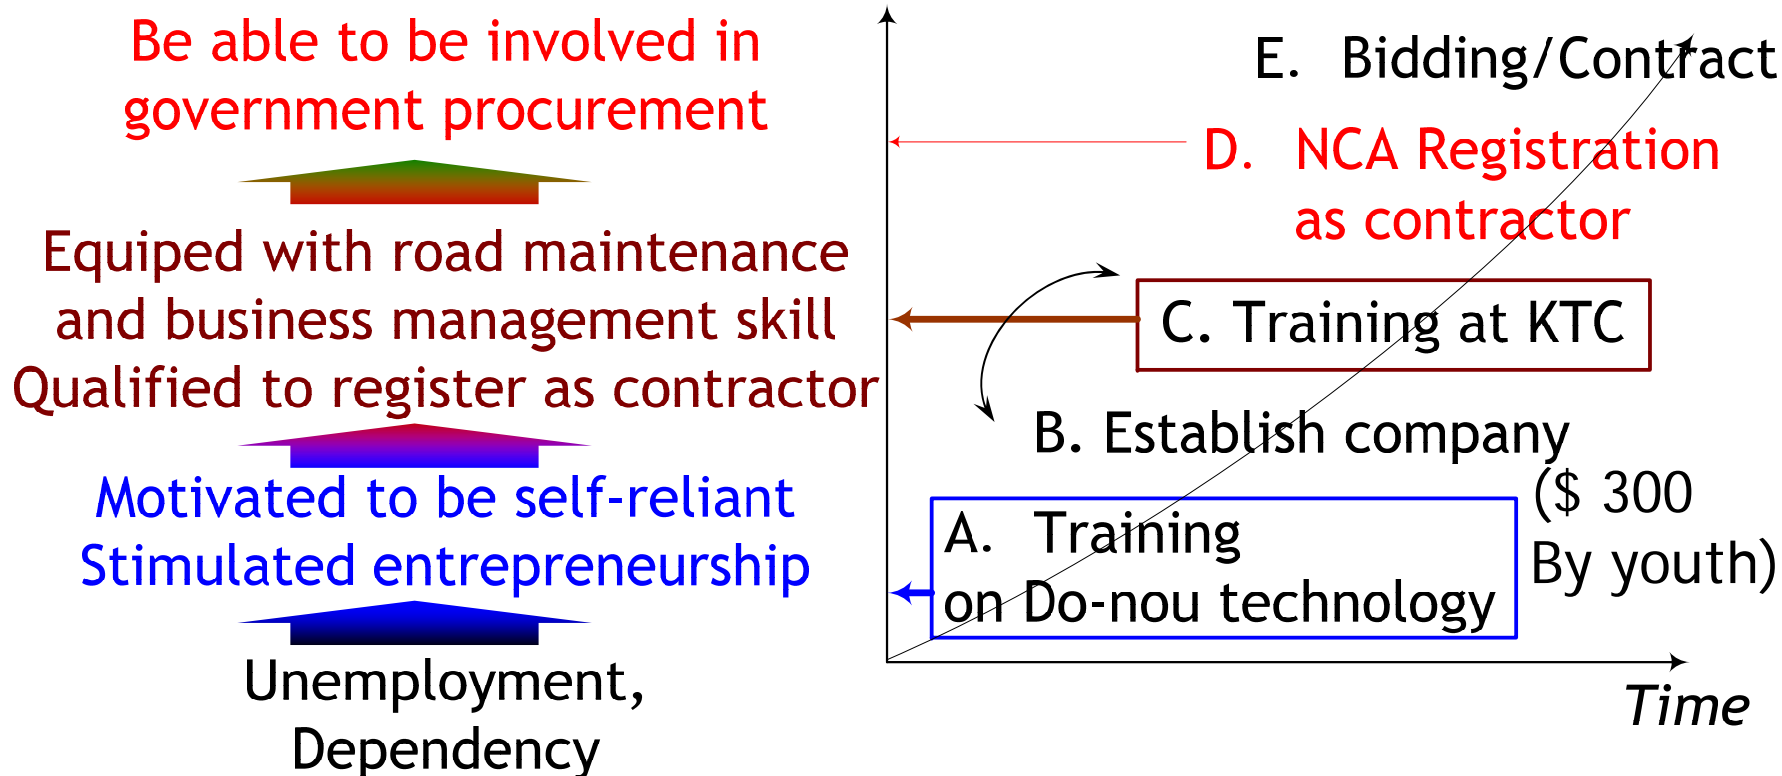 Be able to be involved in
government procurement
Equiped with road maintenance
and business management skill
Qualified to register as contractor
Motivated to be self-reliant
Stimulated entrepreneurship
Unemployment,
Dependency
E. Bidding/Contract
D. NCA Registration
as contractor
C. Training at KTC
B. Establish company
($ 300
By youth)
A. Training
on Do-nou technology
Time